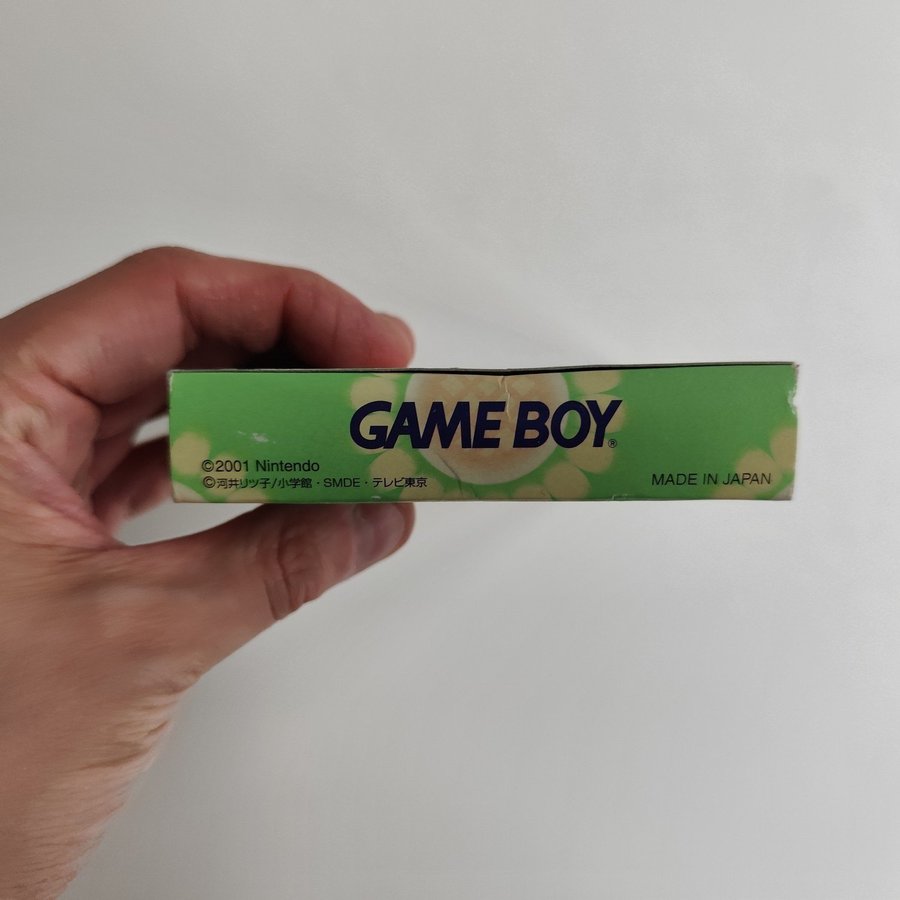 GAME BOY®
©2001 Nintendo
©河井リツ子/小学館・SMDE・テレビ東京
MADE IN JAPAN